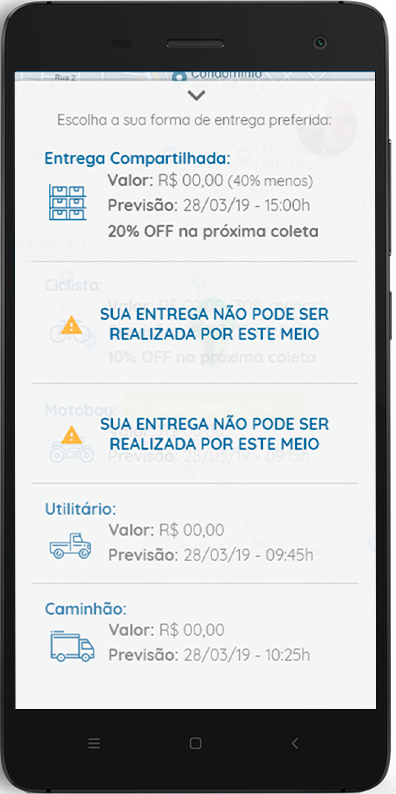 Rua 2
Condomínio
Escolha a sua forma de entrega preferida:
Entrega Compartilhada:
Valor: R$ 00,00 (40% menos)
Previsão: 28/03/19 - 15:00h
20% OFF na próxima coleta
Ciclista:
SUA ENTREGA NÃO PODE SER
REALIZADA POR ESTE MEIO
10% OFF na próxima coleta
Motoboy:
SUA ENTREGA NÃO PODE SER
REALIZADA POR ESTE MEIO
Previsão: 28/03/19 - 09:15h
Utilitário:
Valor: R$ 00,00
Previsão: 28/03/19 - 09:45h
Caminhão:
Valor: R$ 00,00
Previsão: 28/03/19 - 10:25h